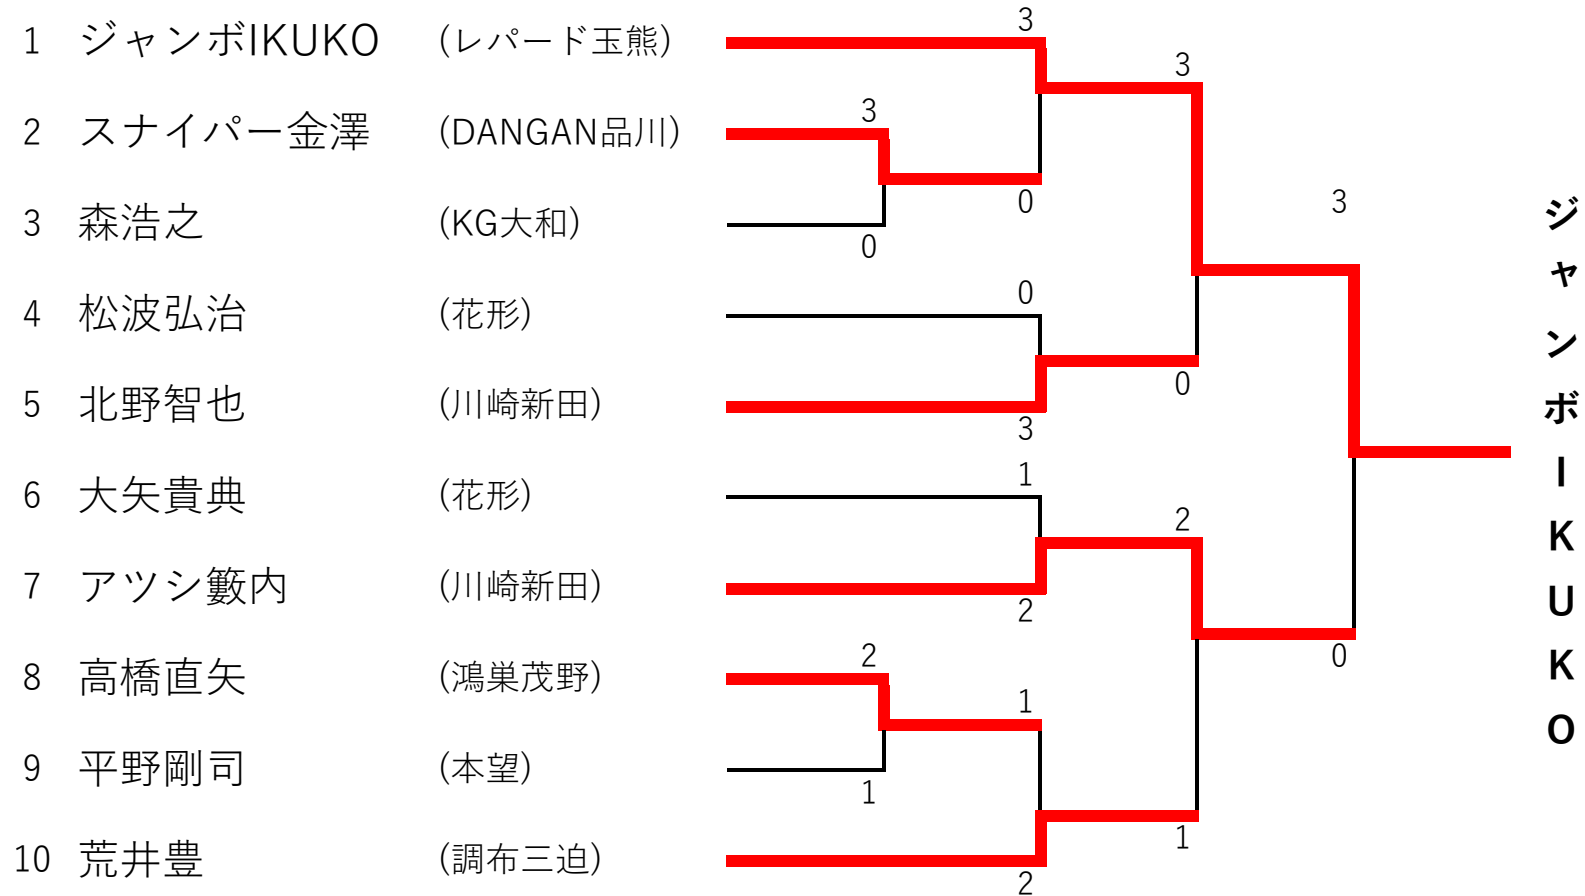 1 ジャンボIKUKO (レパード玉熊)
2 スナイパー金澤 (DANGAN品川)
3 森浩之 (KG大和)
4 松波弘治 (花形)
5 北野智也 (川崎新田)
6 大矢貴典 (花形)
7 アツシ籔内 (川崎新田)
8 高橋直矢 (鴻巣茂野)
9 平野剛司 (本望)
10 荒井豊 (調布三迫)
3
3
0
0
0
3
1
2
2
1
1
2
3
0
2
1
3
0
ジャンボIKUKO